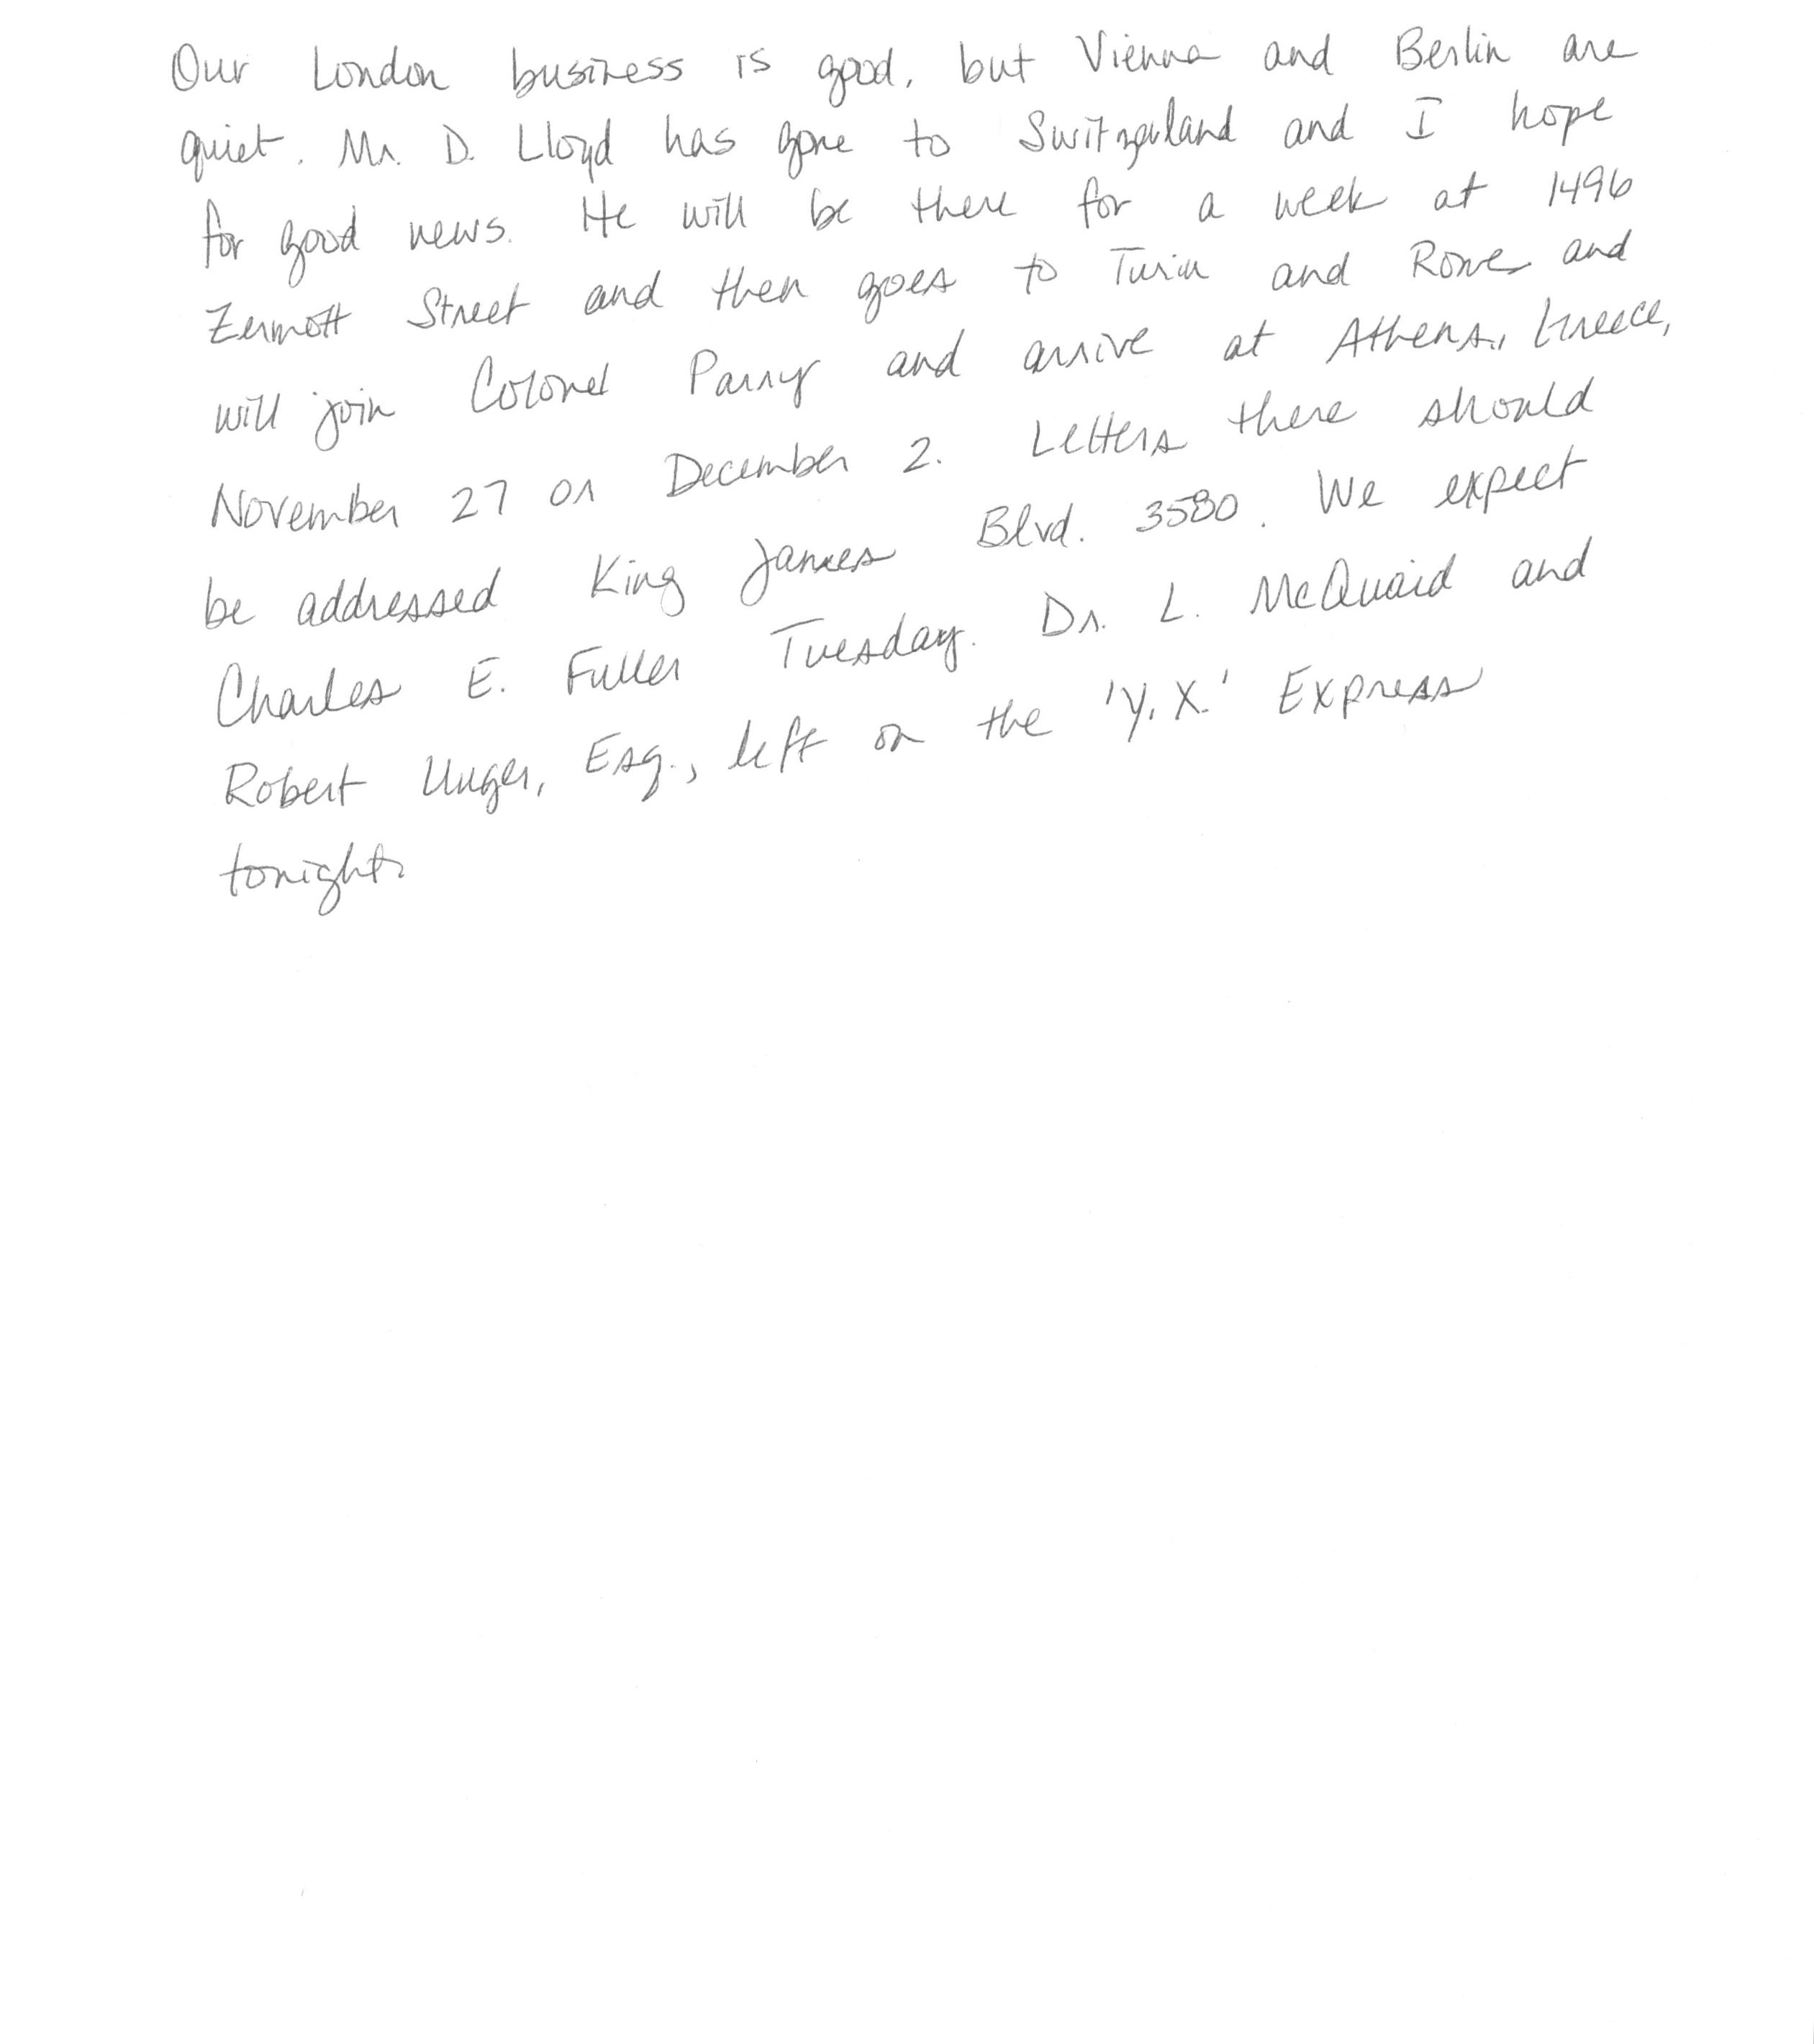 Our London business is good, but Vienna and Berlin are
quiet. Mr. D. Lloyd has gone to Switzerland and I hope
for good news. He will be there for a week at 1496
Zermott Street and then goes to Turin and Rome and
will join Colonel Parry and arrive at Athens, Greece,
November 27 or December 2. Letters there should
be addressed King James Blvd. 3580. We expect
Charles E. Fuller Tuesday. Dr. L. McQuaid and
Robert Unger, Esq., left on the 'Y.X.' Express
tonight.